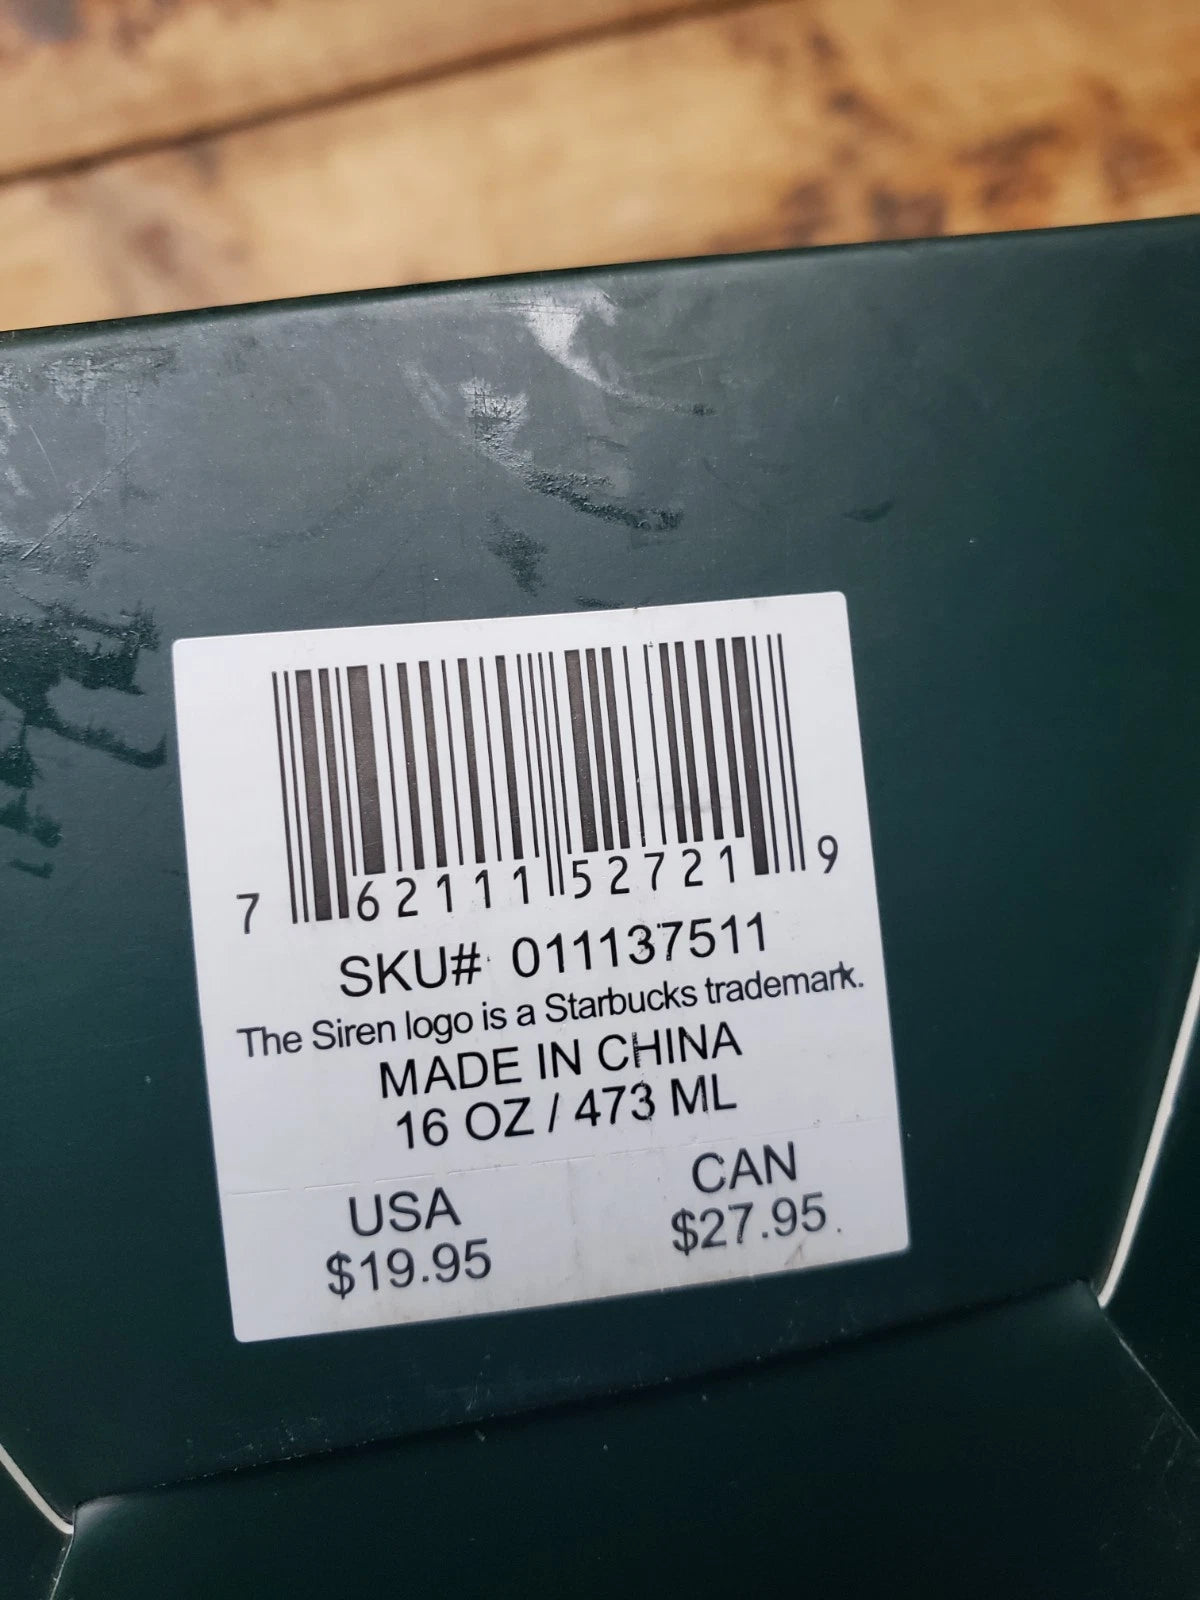 7 62111 52721 9
SKU# 011137511
The Siren logo is a Starbucks trademark.
MADE IN CHINA
16 OZ / 473 ML
USA CAN
$19.95 $27.95